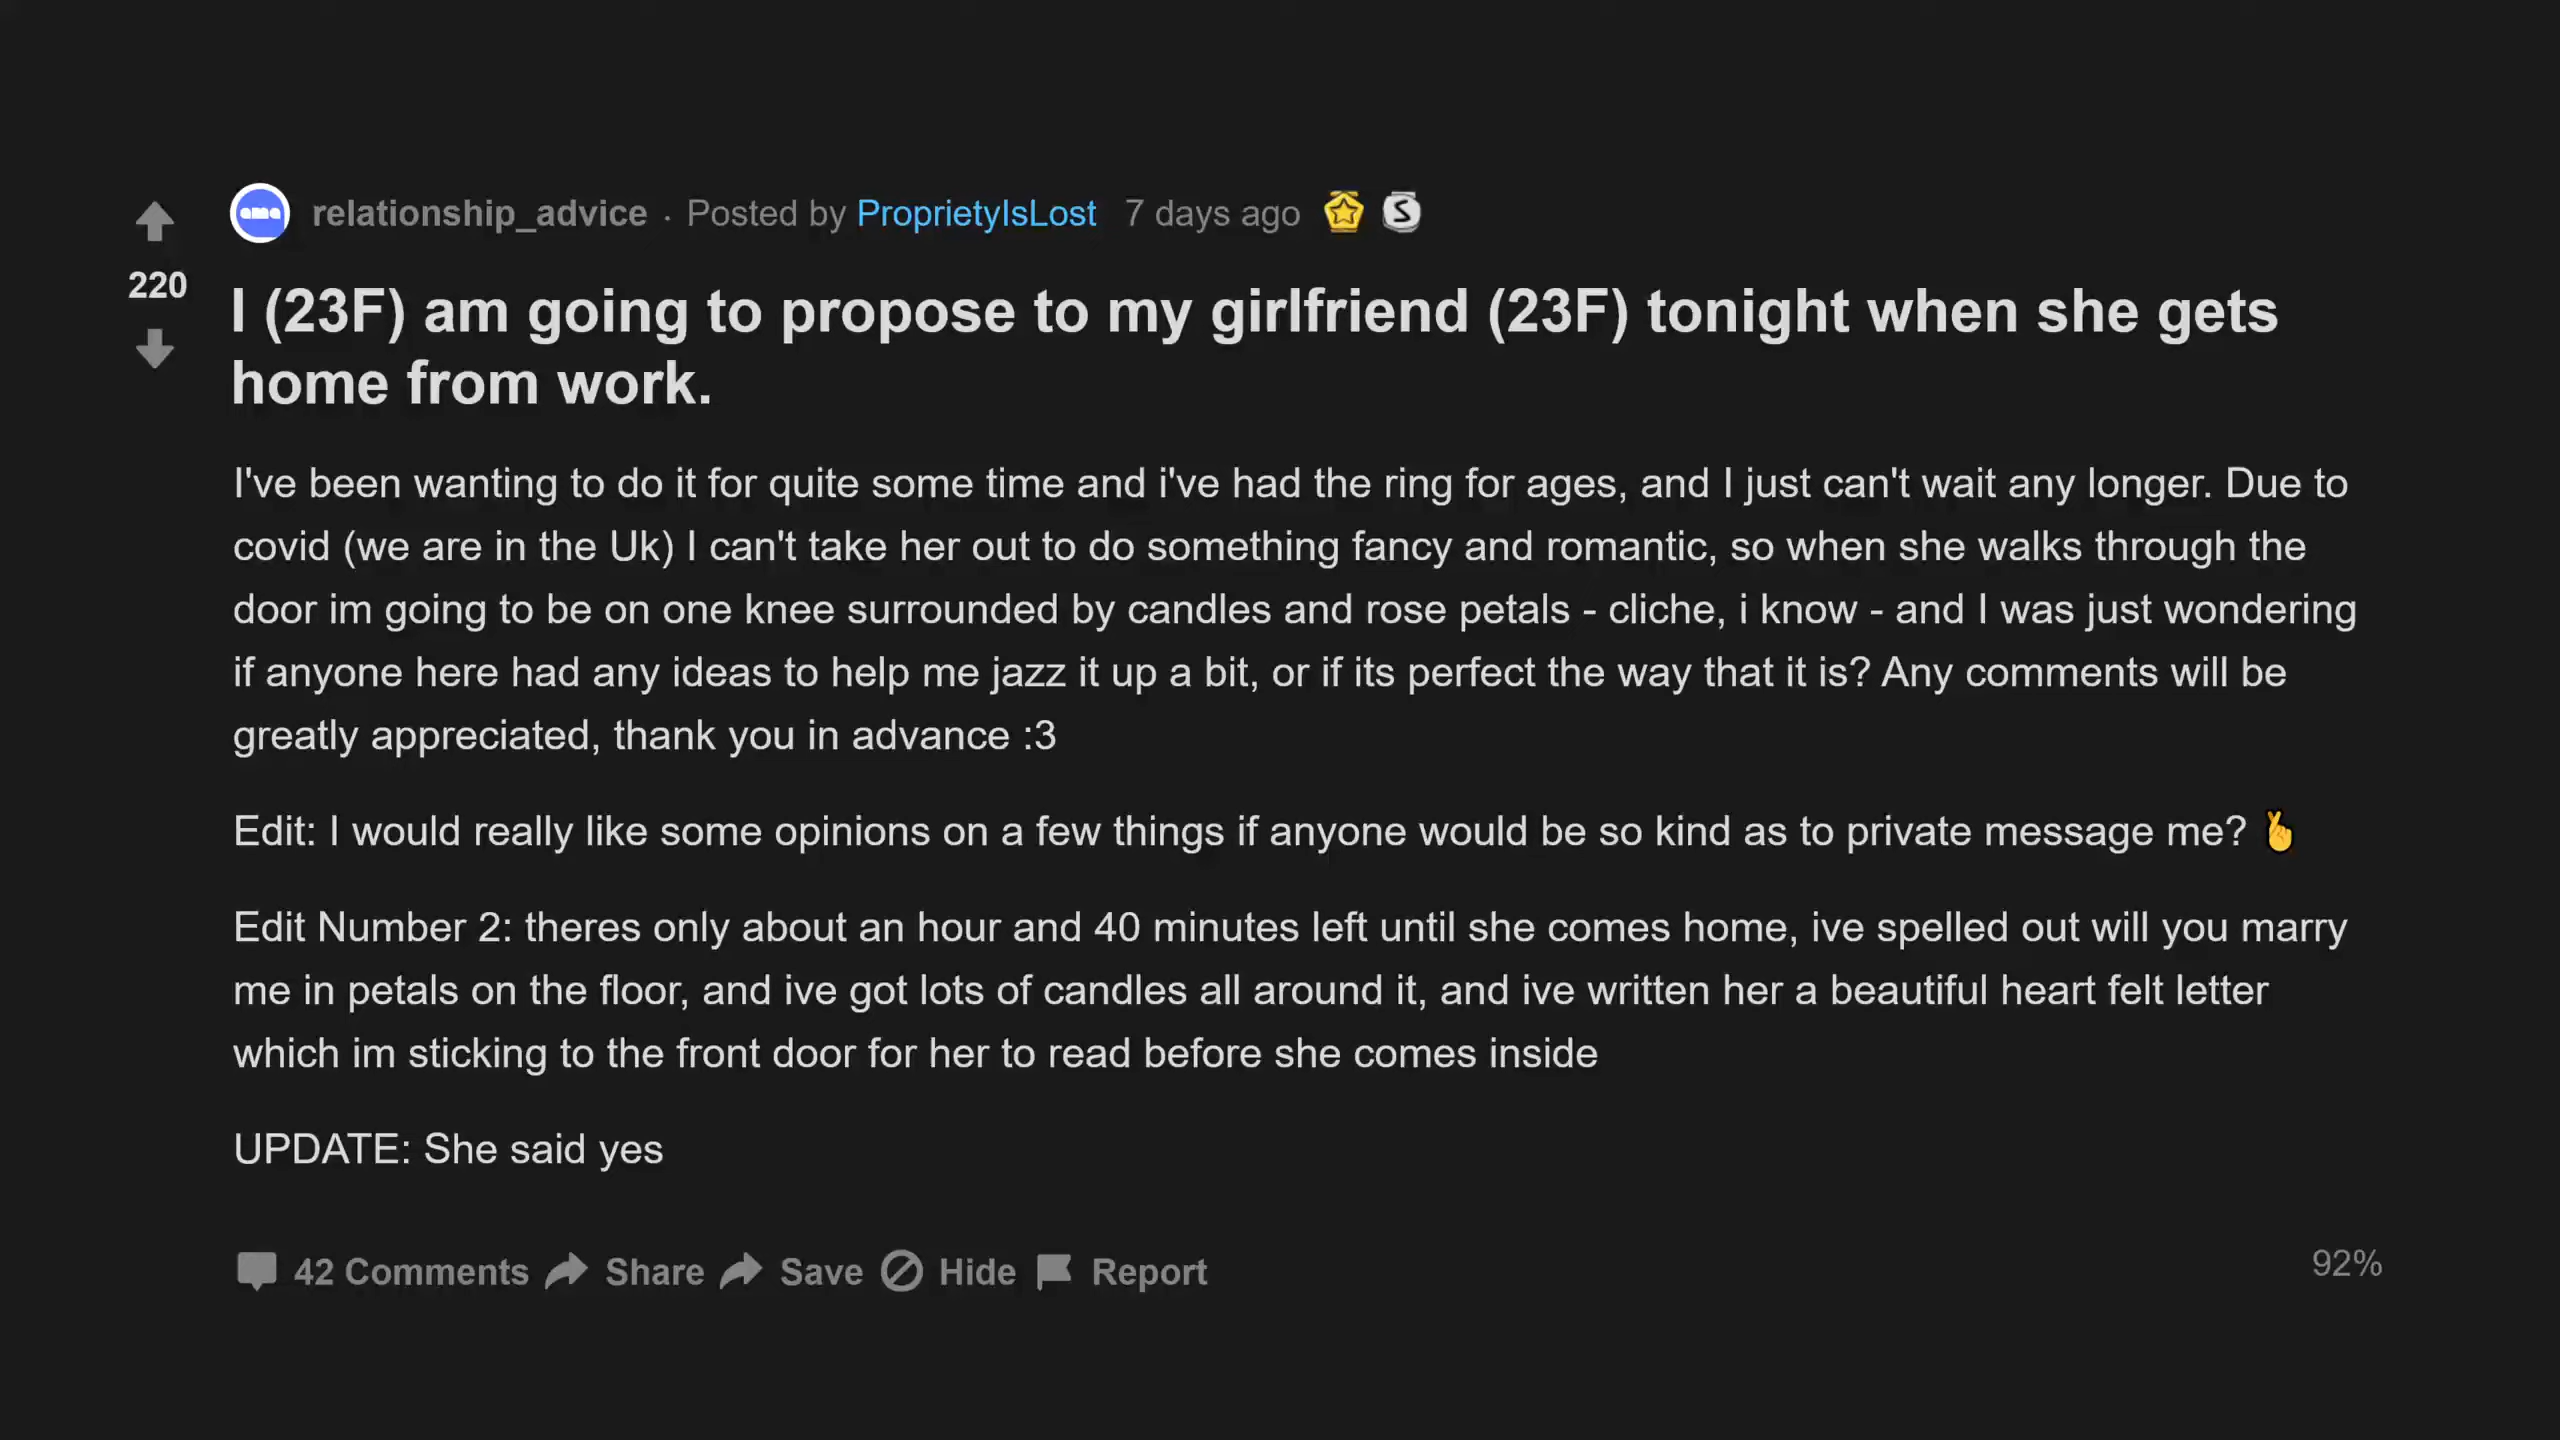 relationship_advice · Posted by ProprietyIsLost 7 days ago
220
I (23F) am going to propose to my girlfriend (23F) tonight when she gets
home from work.
I've been wanting to do it for quite some time and i've had the ring for ages, and I just can't wait any longer. Due to
covid (we are in the Uk) I can't take her out to do something fancy and romantic, so when she walks through the
door im going to be on one knee surrounded by candles and rose petals - cliche, i know - and I was just wondering
if anyone here had any ideas to help me jazz it up a bit, or if its perfect the way that it is? Any comments will be
greatly appreciated, thank you in advance :3
Edit: I would really like some opinions on a few things if anyone would be so kind as to private message me? 🤞
Edit Number 2: theres only about an hour and 40 minutes left until she comes home, ive spelled out will you marry
me in petals on the floor, and ive got lots of candles all around it, and ive written her a beautiful heart felt letter
which im sticking to the front door for her to read before she comes inside
UPDATE: She said yes
42 Comments Share Save Hide Report
92%